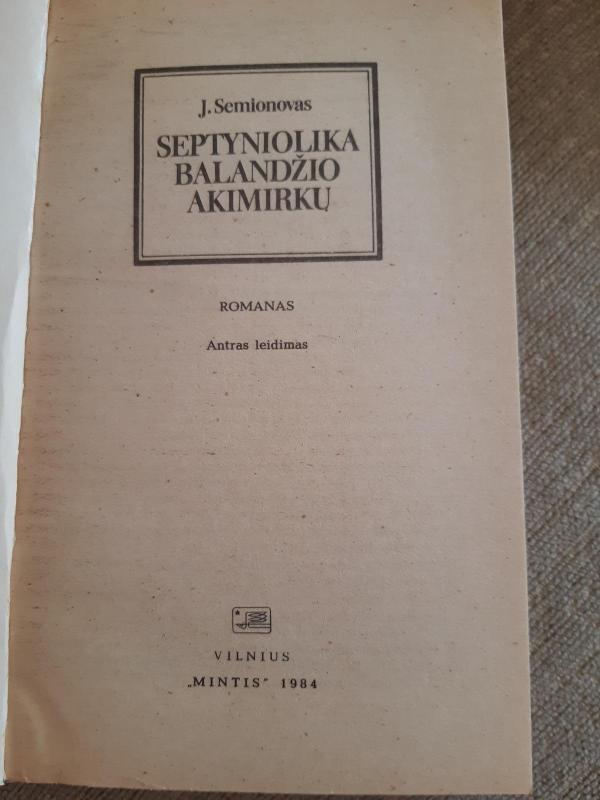 J. Semionovas
SEPTYNIOLIKA
BALANDŽIO
AKIMIRKŲ
ROMANAS
Antras leidimas
VILNIUS
„MINTIS" 1984